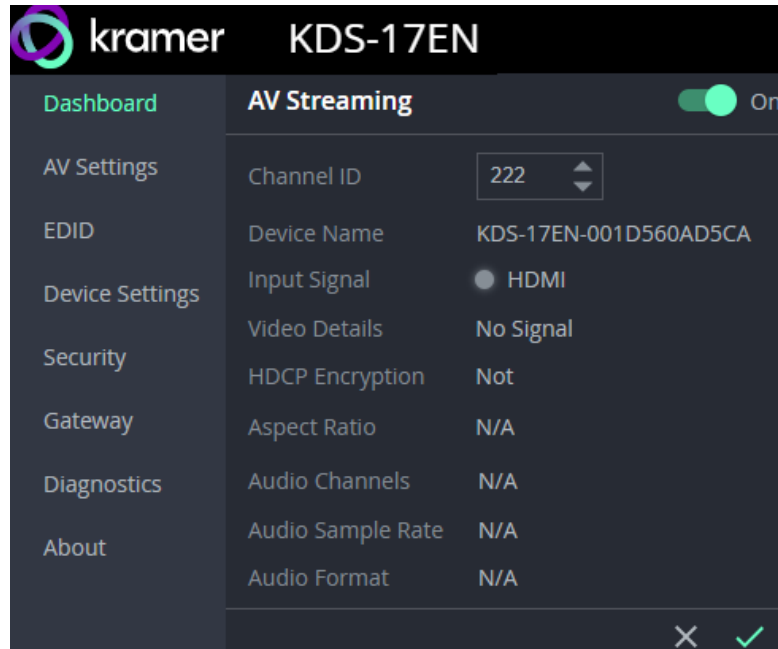 kramer KDS-17EN
Dashboard
AV Settings
EDID
Device Settings
Security
Gateway
Diagnostics
About
AV Streaming On
Channel ID 222
Device Name KDS-17EN-001D560AD5CA
Input Signal HDMI
Video Details No Signal
HDCP Encryption Not
Aspect Ratio N/A
Audio Channels N/A
Audio Sample Rate N/A
Audio Format N/A